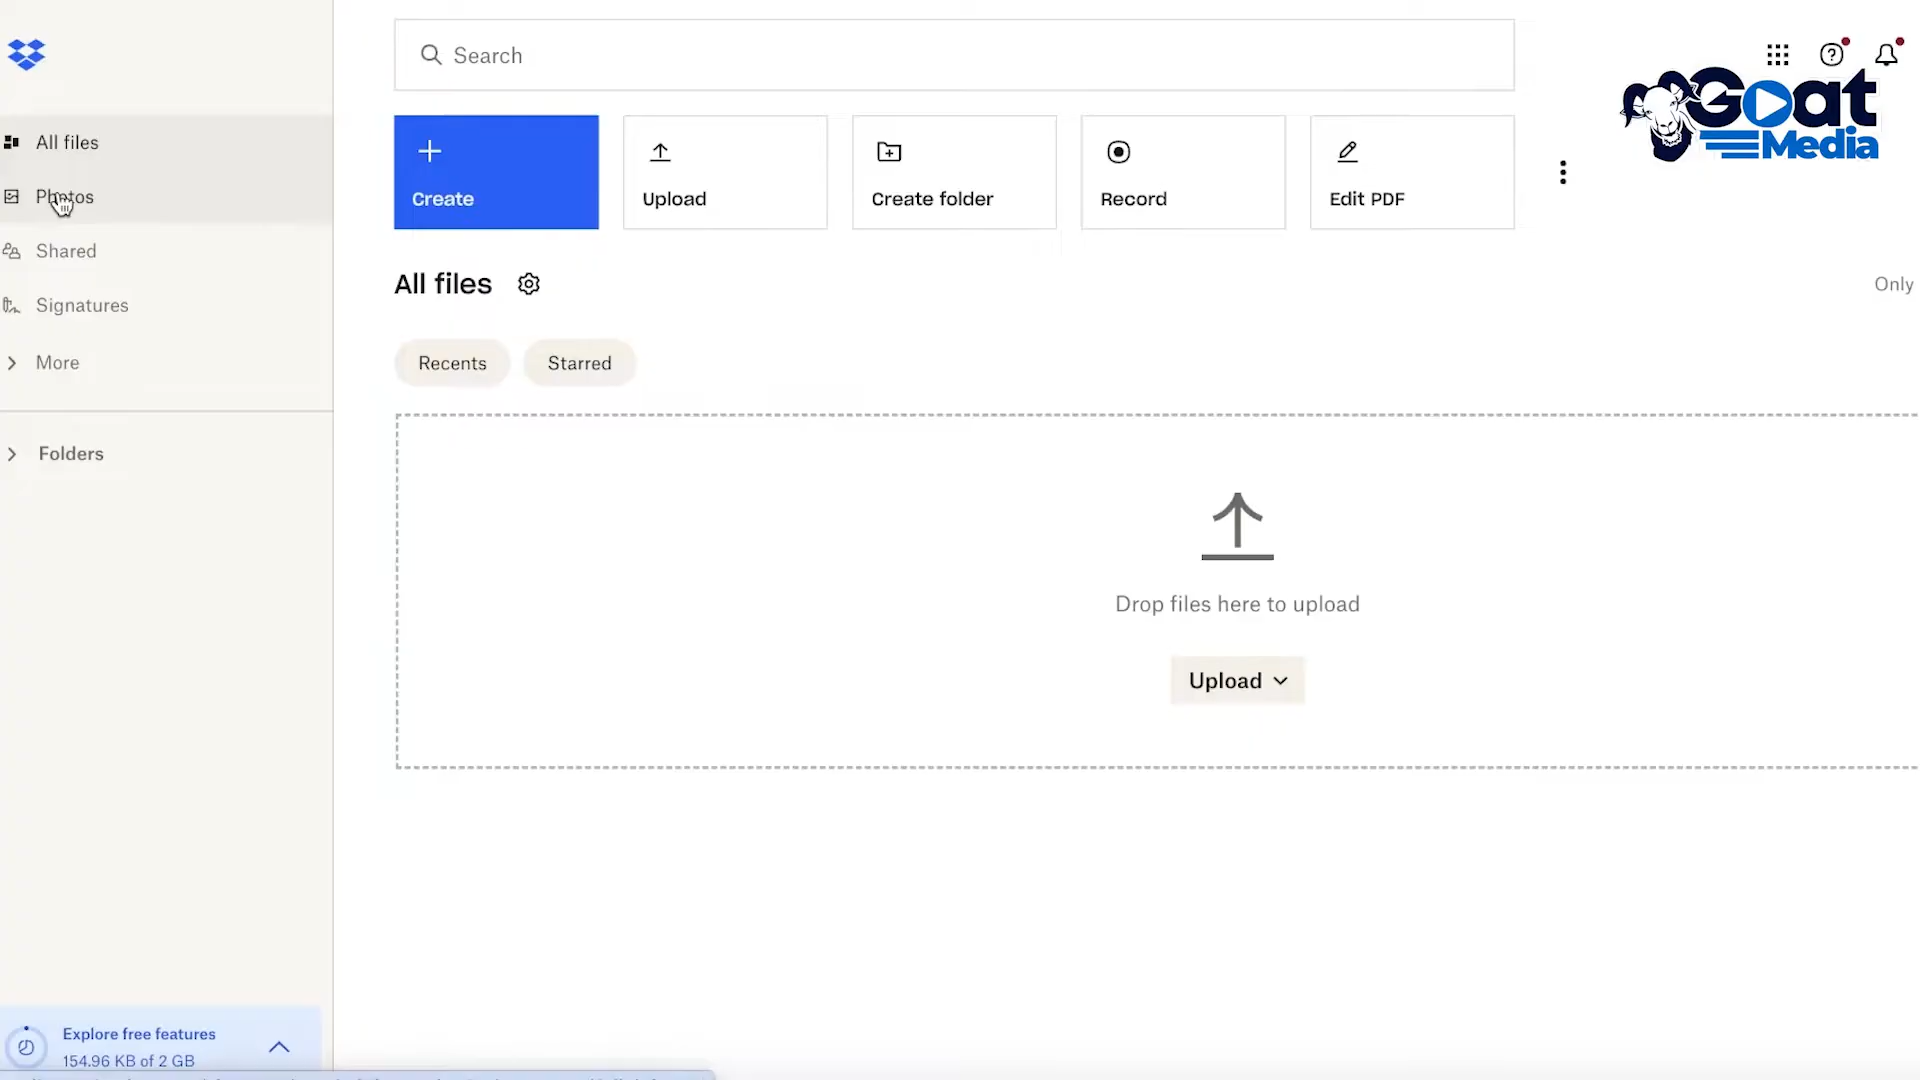 Search
Goat
Media
All files
Photos
Shared
Signatures
More
Folders
Create
Upload
Create folder
Record
Edit PDF
All files
Only
Recents
Starred
Drop files here to upload
Upload
Explore free features
154.96 KB of 2 GB